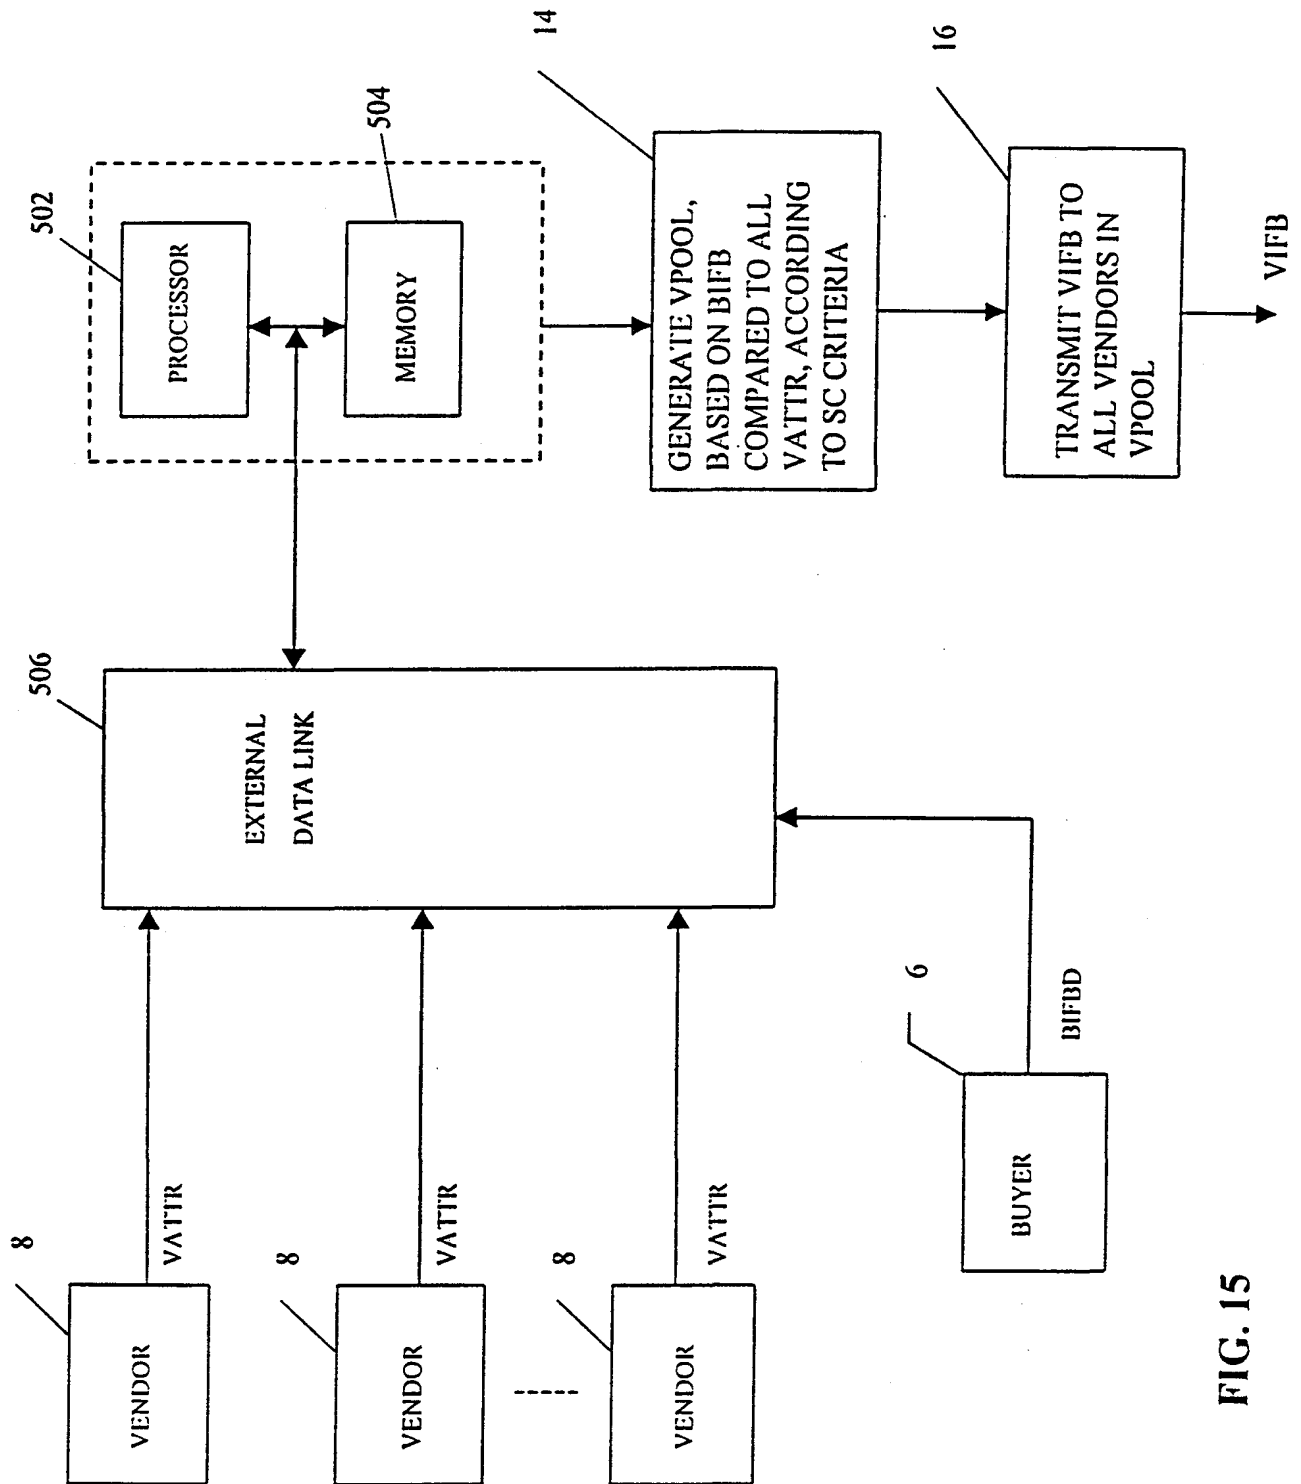 8
VENDOR
VATTR
8
VENDOR
VATTR
8
VENDOR
VATTR
6
BUYER
BIFBD
506
EXTERNAL
DATA LINK
502
PROCESSOR
504
MEMORY
14
GENERATE VPOOL,
BASED ON BIFB
COMPARED TO ALL
VATTR, ACCORDING
TO SC CRITERIA
16
TRANSMIT VIFB TO
ALL VENDORS IN
VPOOL
VIFB
FIG. 15